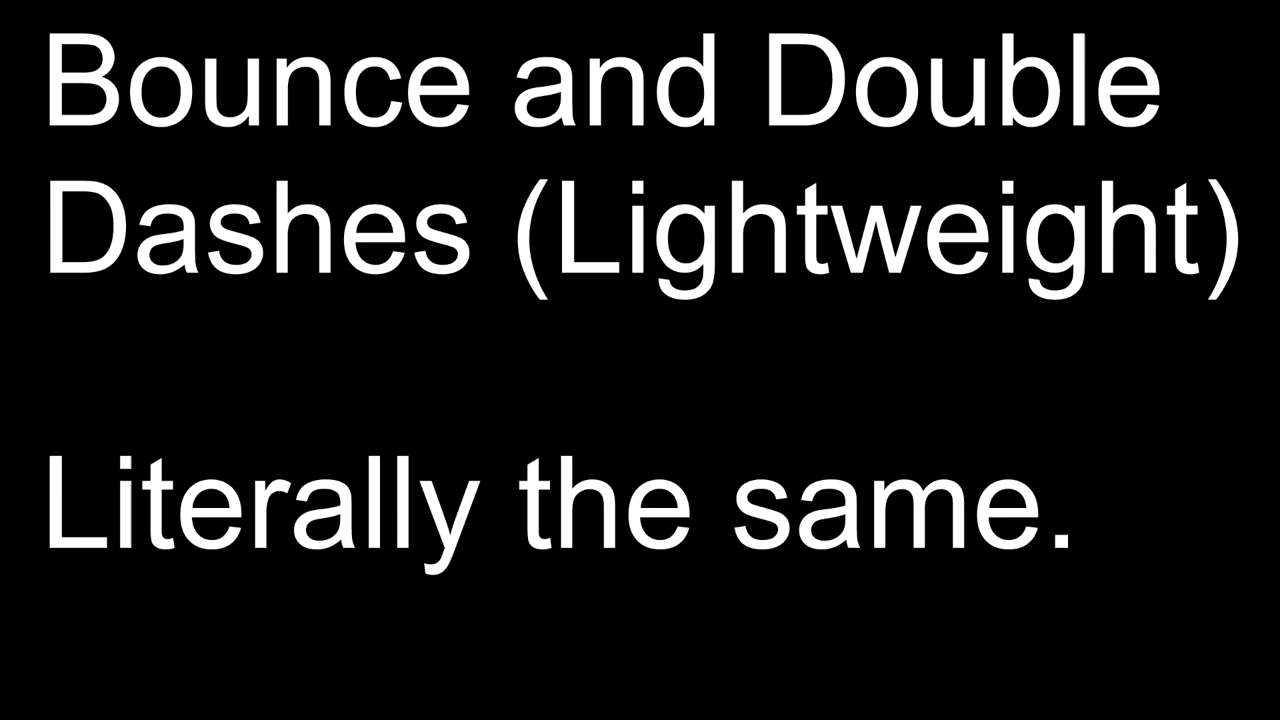 Bounce and Double
Dashes (Lightweight)
Literally the same.